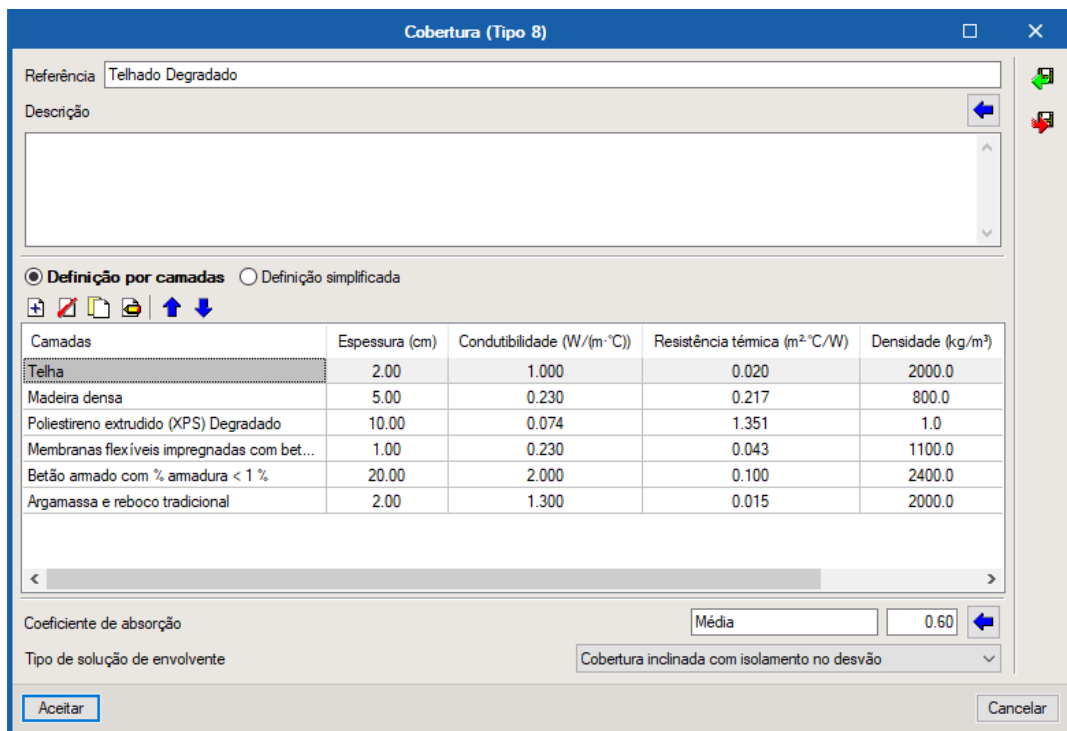 Cobertura (Tipo 8)
Referência Telhado Degradado
Descrição
Definição por camadas Definição simplificada
Camadas Espessura (cm) Condutibilidade (W/(m·°C)) Resistência térmica (m²·°C/W) Densidade (kg/m³)
Telha 2.00 1.000 0.020 2000.0
Madeira densa 5.00 0.230 0.217 800.0
Poliestireno extrudido (XPS) Degradado 10.00 0.074 1.351 1.0
Membranas flexíveis impregnadas com bet... 1.00 0.230 0.043 1100.0
Betão armado com % armadura < 1 % 20.00 2.000 0.100 2400.0
Argamassa e reboco tradicional 2.00 1.300 0.015 2000.0
Coeficiente de absorção Média 0.60
Tipo de solução de envolvente Cobertura inclinada com isolamento no desvão
Aceitar Cancelar